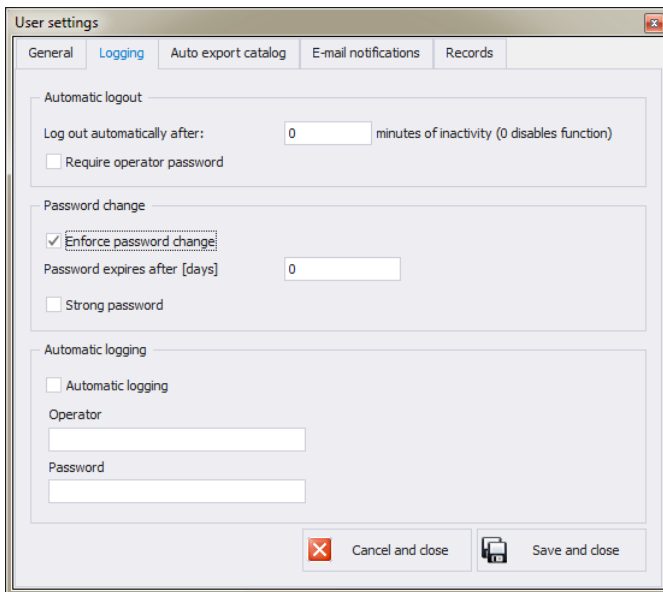 User settings
General Logging Auto export catalog E-mail notifications Records
Automatic logout
Log out automatically after: 0 minutes of inactivity (0 disables function)
Require operator password
Password change
Enforce password change
Password expires after [days] 0
Strong password
Automatic logging
Automatic logging
Operator
Password
Cancel and close Save and close